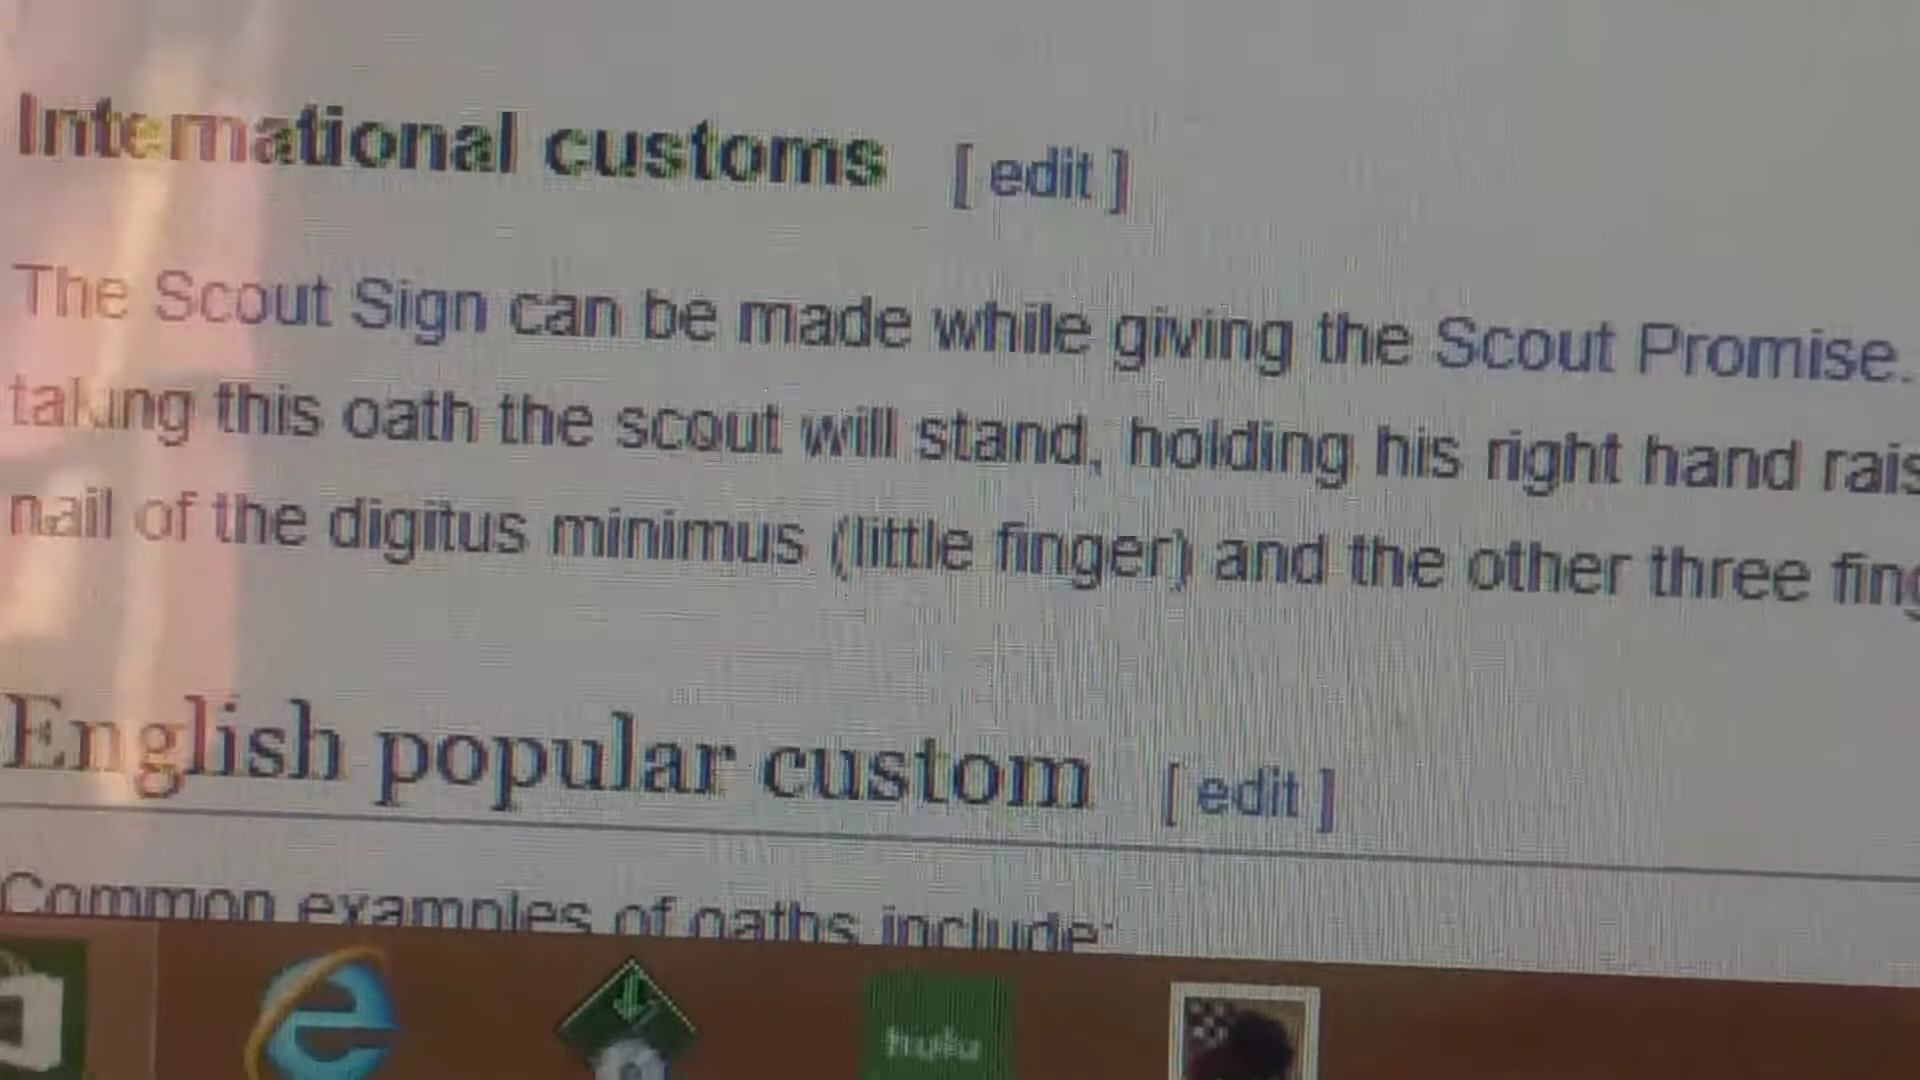 International customs [ edit ]
The Scout Sign can be made while giving the Scout Promise.
taking this oath the scout will stand, holding his right hand rais
nail of the digitus minimus (little finger) and the other three fing
English popular custom [ edit ]
Common examples of oaths include:
hulu